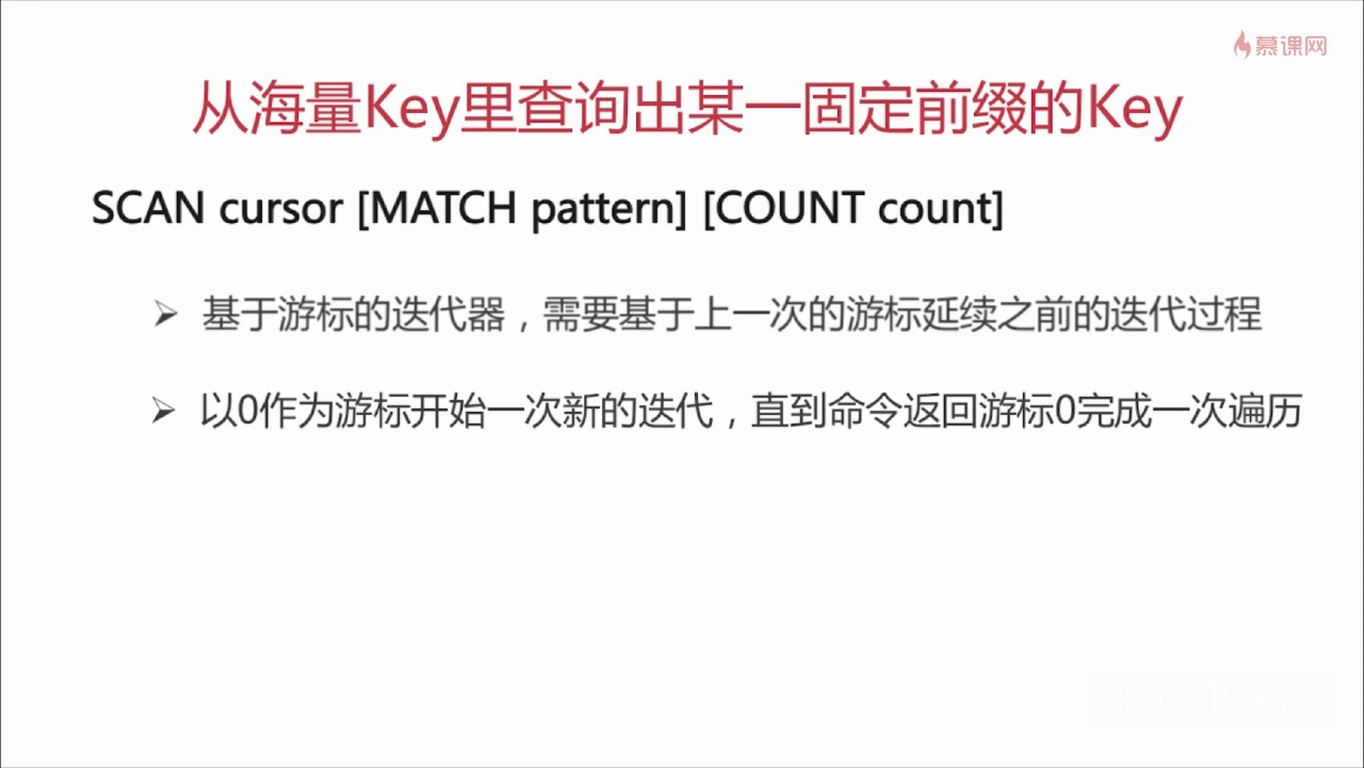 慕课网
从海量Key里查询出某一固定前缀的Key
SCAN cursor [MATCH pattern] [COUNT count]
➢ 基于游标的迭代器，需要基于上一次的游标延续之前的迭代过程
➢ 以0作为游标开始一次新的迭代，直到命令返回游标0完成一次遍历